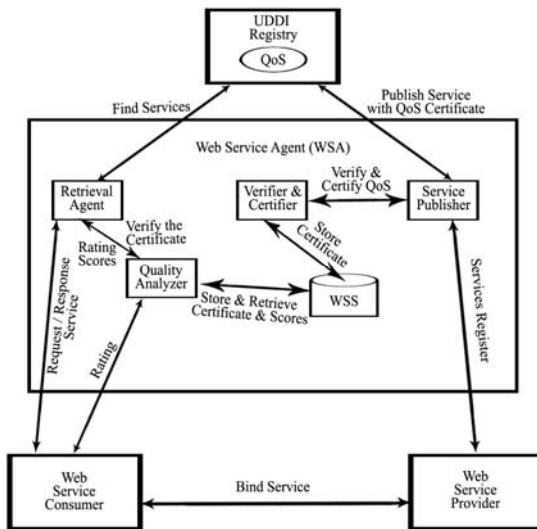 UDDI
Registry
QoS
Find Services
Publish Service
with QoS Certificate
Web Service Agent (WSA)
Retrieval
Agent
Verifier &
Certifier
Verify &
Certify QoS
Service
Publisher
Verify the
Certificate
Rating
Scores
Quality
Analyzer
Store
Certificate
WSS
Store & Retrieve
Certificate & Scores
Request / Response
Service
Rating
Services Register
Web
Service
Consumer
Bind Service
Web
Service
Provider